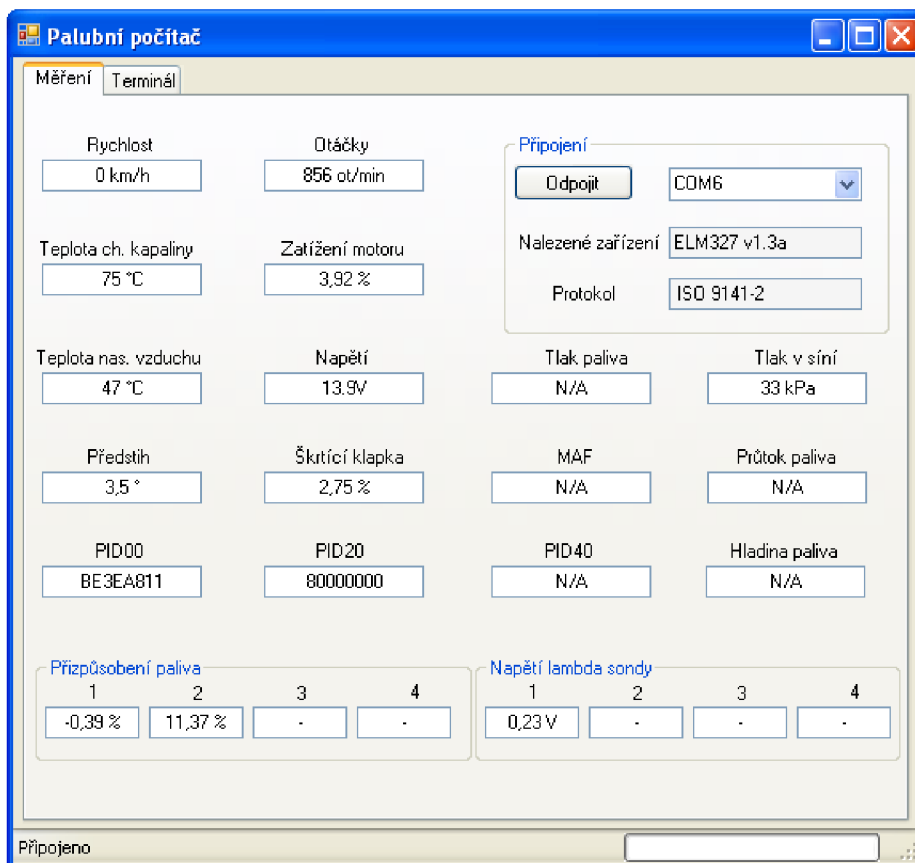 Palubní počítač
Měření Terminál
Rychlost Otáčky Připojení
0 km/h 856 ot/min Odpojit COM6
Teplota ch. kapaliny Zatížení motoru Nalezené zařízení ELM327 v1.3a
75 °C 3,92 % Protokol ISO 9141-2
Teplota nas. vzduchu Napětí Tlak paliva Tlak v síní
47 °C 13.9V N/A 33 kPa
Předstih Škrtící klapka MAF Průtok paliva
3,5 ° 2,75 % N/A N/A
PID00 PID20 PID40 Hladina paliva
BE3EA811 80000000 N/A N/A
Přizpůsobení paliva Napětí lambda sondy
1 2 3 4 1 2 3 4
-0,39 % 11,37 % - - 0,23 V - - -
Připojeno